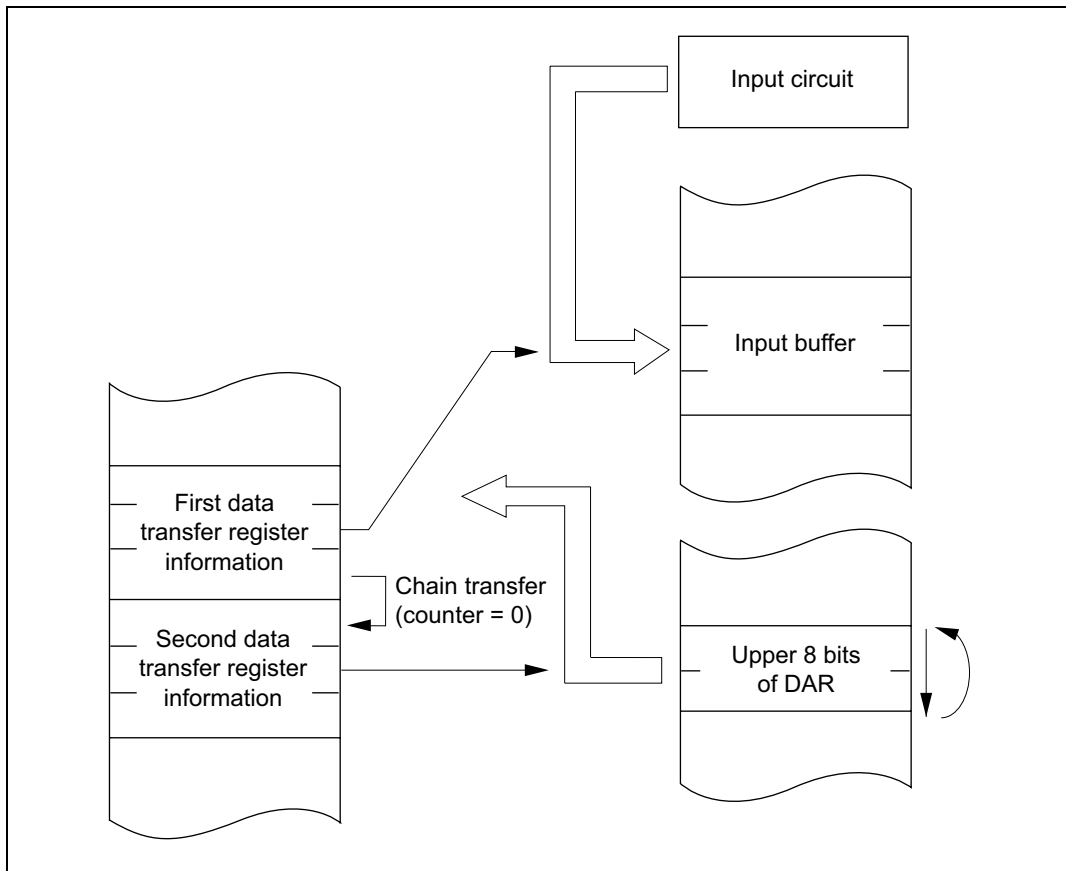 Input circuit
Input buffer
First data
transfer register
information
Chain transfer
(counter = 0)
Second data
transfer register
information
Upper 8 bits
of DAR